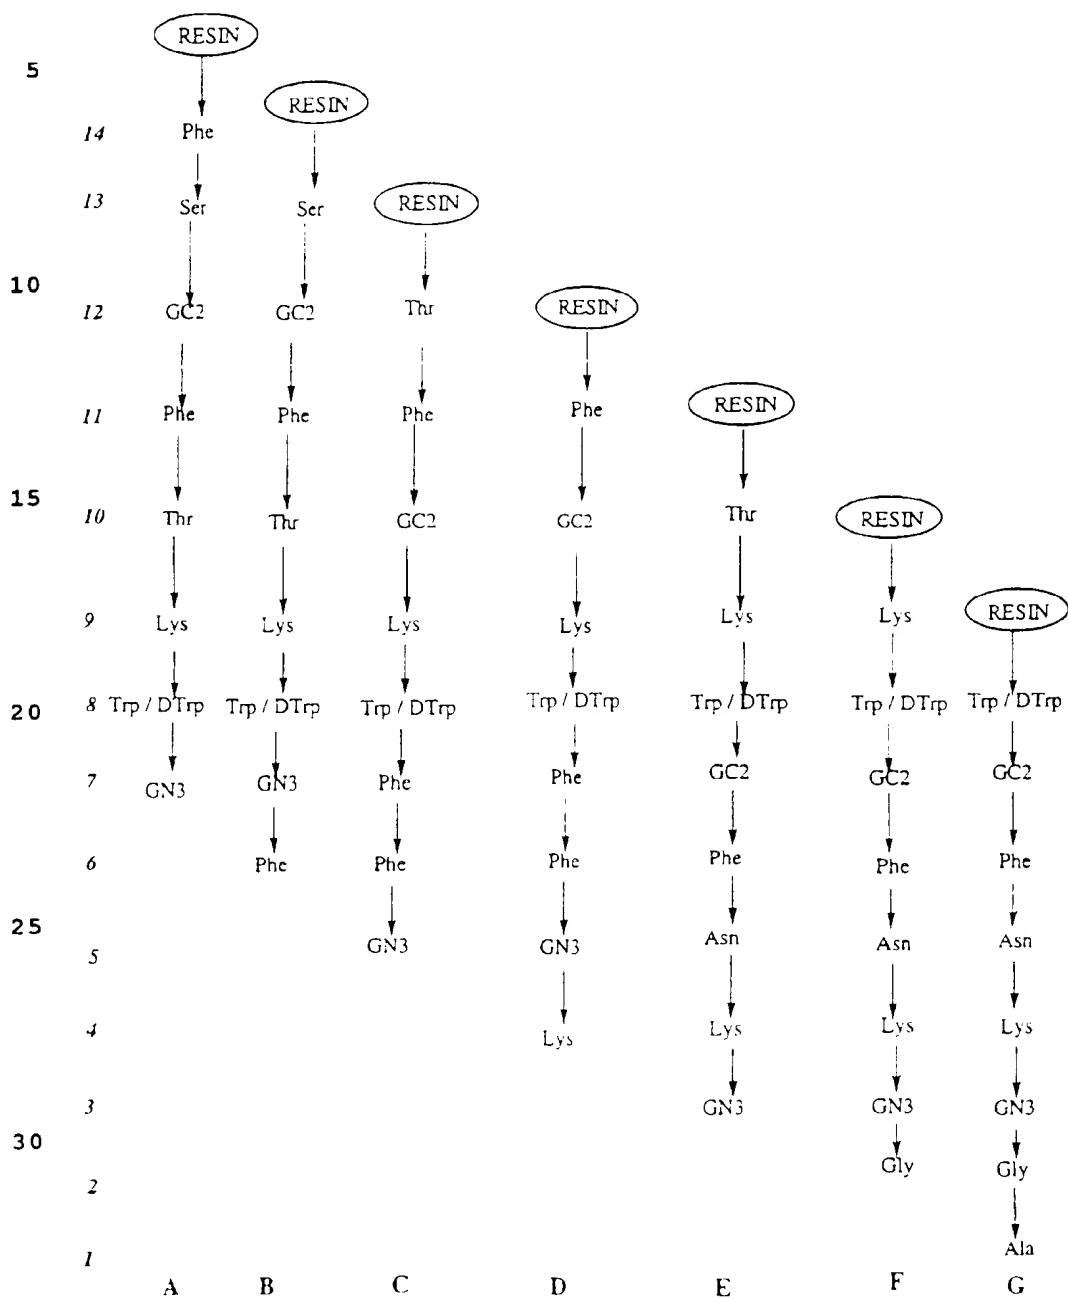 RESIN
5
RESIN
14 Phe
13 Ser Ser RESIN
10
12 GC2 GC2 Thr RESIN
11 Phe Phe Phe Phe RESIN
15
10 Thr Thr GC2 GC2 Thr RESIN
9 Lys Lys Lys Lys Lys Lys RESIN
20 8 Trp / DTrp Trp / DTrp Trp / DTrp Trp / DTrp Trp / DTrp Trp / DTrp Trp / DTrp
7 GN3 GN3 Phe Phe GC2 GC2 GC2
6 Phe Phe Phe Phe Phe Phe
25
5 GN3 GN3 Asn Asn Asn
4 Lys Lys Lys Lys
3 GN3 GN3 GN3
30
2 Gly Gly
1 Ala
A B C D E F G